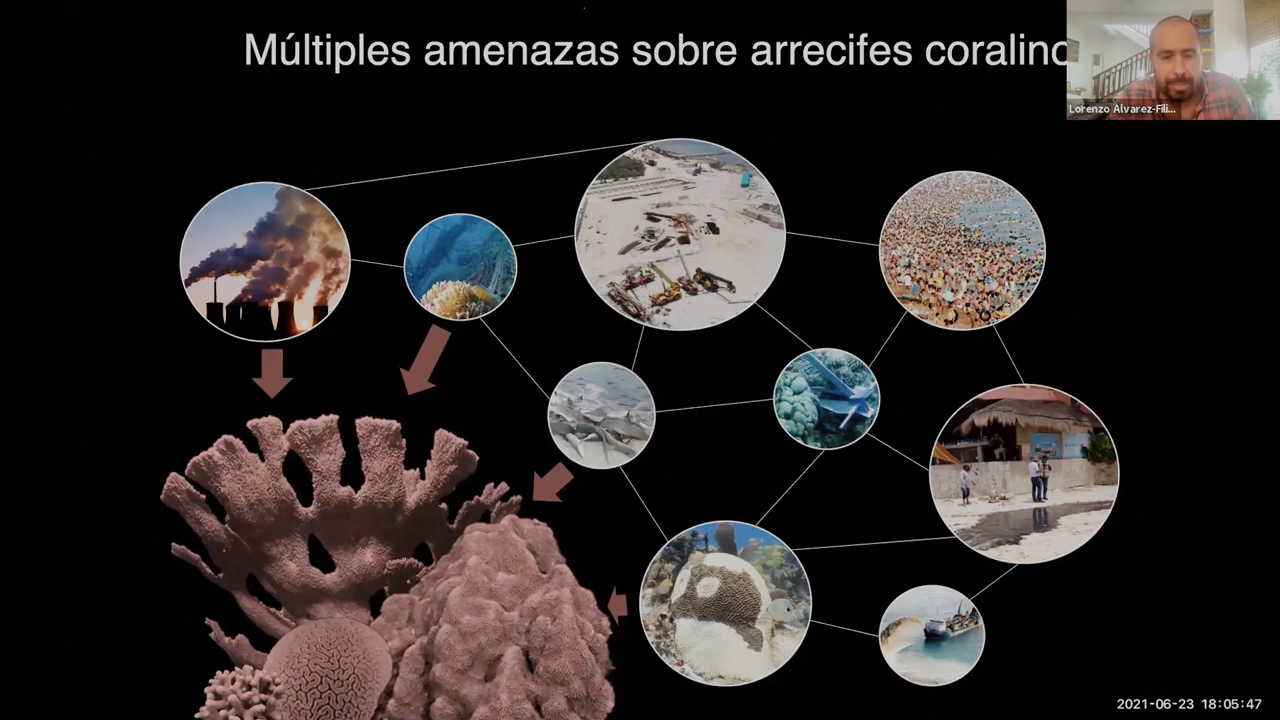 Múltiples amenazas sobre arrecifes coralino
Lorenzo Alvarez-Fili...
2021-06-23 18:05:47